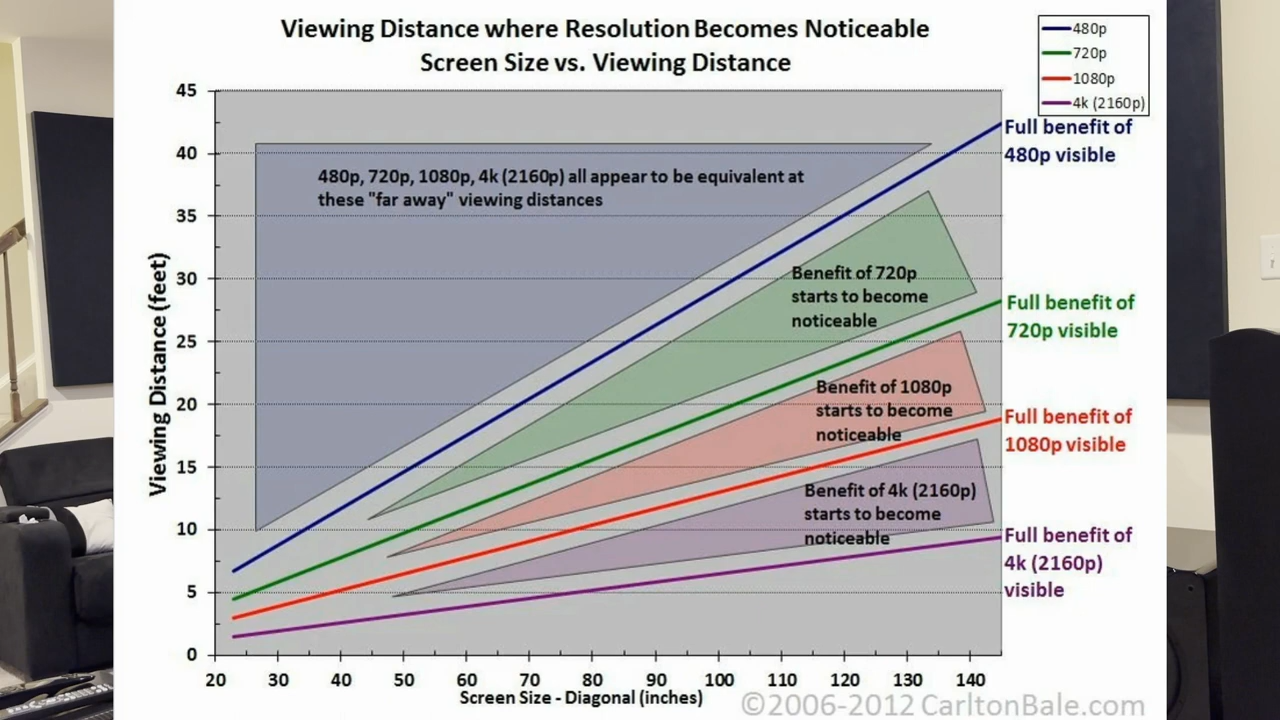 Viewing Distance where Resolution Becomes Noticeable
Screen Size vs. Viewing Distance
480p
720p
1080p
4k (2160p)
45
40
35
30
25
20
15
10
5
0
Viewing Distance (feet)
480p, 720p, 1080p, 4k (2160p) all appear to be equivalent at
these "far away" viewing distances
Benefit of 720p
starts to become
noticeable
Benefit of 1080p
starts to become
noticeable
Benefit of 4k (2160p)
starts to become
noticeable
Full benefit of
480p visible
Full benefit of
720p visible
Full benefit of
1080p visible
Full benefit of
4k (2160p)
visible
20 30 40 50 60 70 80 90 100 110 120 130 140
Screen Size - Diagonal (inches)
©2006-2012 CarltonBale.com